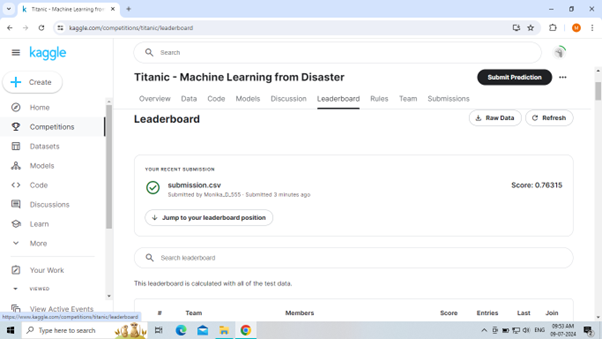 Titanic - Machine Learning from
kaggle.com/competitions/titanic/leaderboard
kaggle
Search
Create
Titanic - Machine Learning from Disaster
Submit Prediction
Overview Data Code Models Discussion Leaderboard Rules Team Submissions
Home
Competitions
Datasets
Models
Code
Discussions
Learn
More
Your Work
VIEWED
View Active Events
Leaderboard
Raw Data
Refresh
YOUR RECENT SUBMISSION
submission.csv
Score: 0.76315
Submitted by Monika_D_555 · Submitted 3 minutes ago
Jump to your leaderboard position
Search leaderboard
This leaderboard is calculated with all of the test data.
# Team Members Score Entries Last Join
https://www.kaggle.com/competitions/titanic/leaderboard
Type here to search
ENG
09:53 AM
09-07-2024